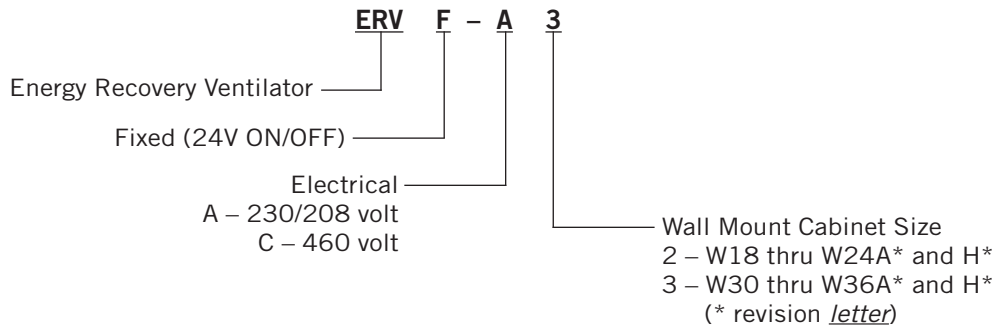 ERV F – A 3
Energy Recovery Ventilator
Fixed (24V ON/OFF)
Electrical
A – 230/208 volt
C – 460 volt
Wall Mount Cabinet Size
2 – W18 thru W24A* and H*
3 – W30 thru W36A* and H*
(* revision letter)